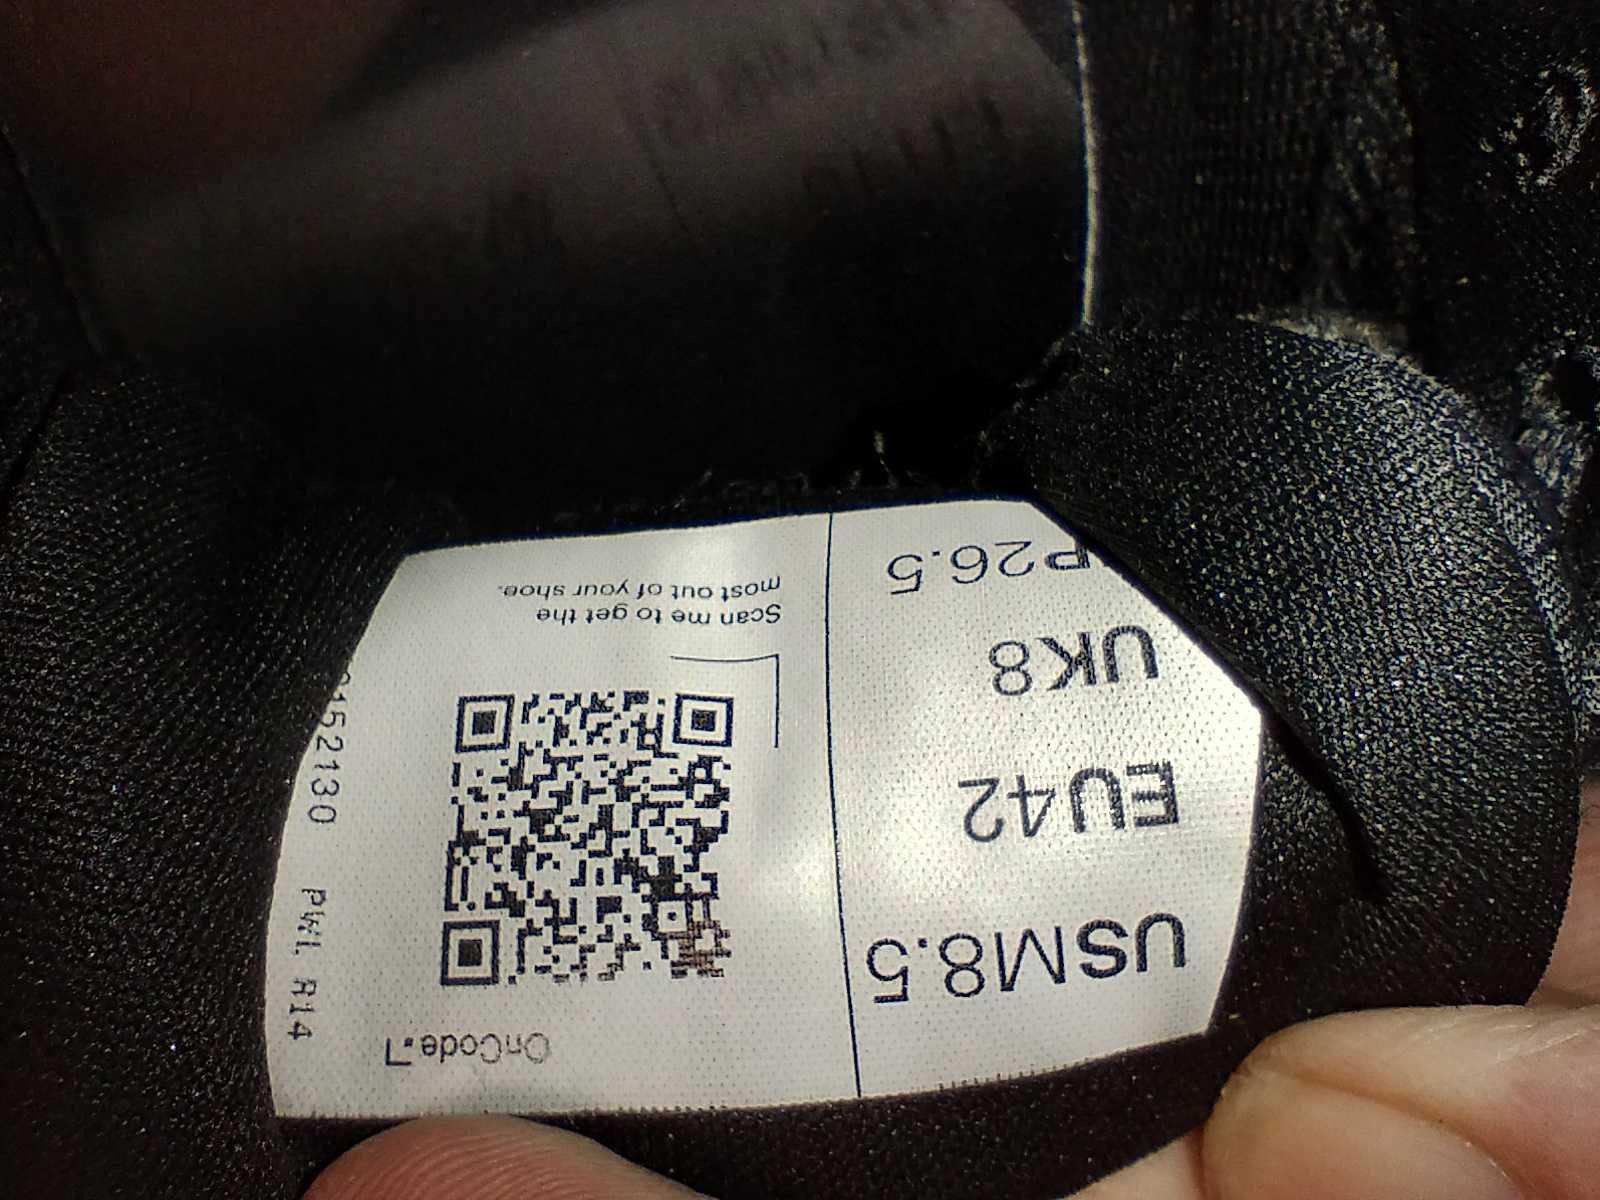 OnCode.
USM8.5
EU42
UK8
P26.5
Scan me to get the
most out of your shoe.
PWL R14